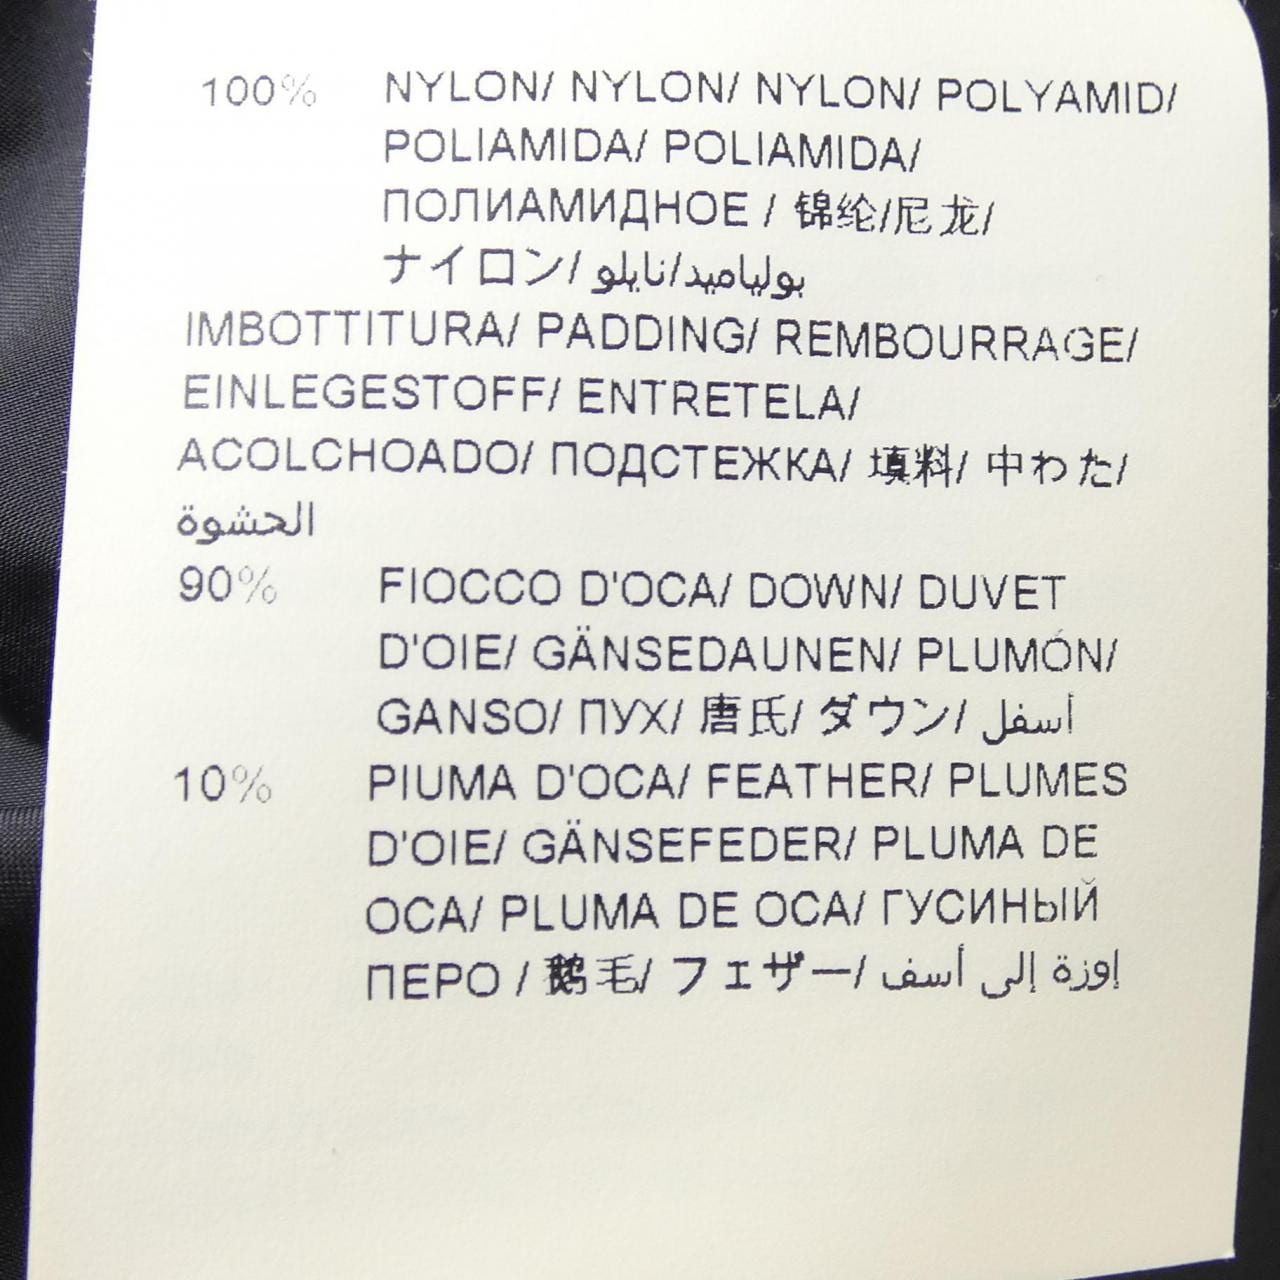 100% NYLON/ NYLON/ NYLON/ POLYAMID/
POLIAMIDA/ POLIAMIDA/
ПОЛИАМИДНОЕ / 锦纶/尼龙/
ナイロン/ بولياميد/نايلو
IMBOTTITURA/ PADDING/ REMBOURRAGE/
EINLEGESTOFF/ ENTRETELA/
ACOLCHOADO/ ПОДСТЕЖКА/ 填料/ 中わた/
الحشوة
90% FIOCCO D'OCA/ DOWN/ DUVET
D'OIE/ GÄNSEDAUNEN/ PLUMÓN/
GANSO/ ПУХ/ 唐氏/ ダウン/ أسفل
10% PIUMA D'OCA/ FEATHER/ PLUMES
D'OIE/ GÄNSEFEDER/ PLUMA DE
OCA/ PLUMA DE OCA/ ГУСИНЫЙ
ПЕРО / 鹅毛/ フェザー/ إوزة إلى أسف